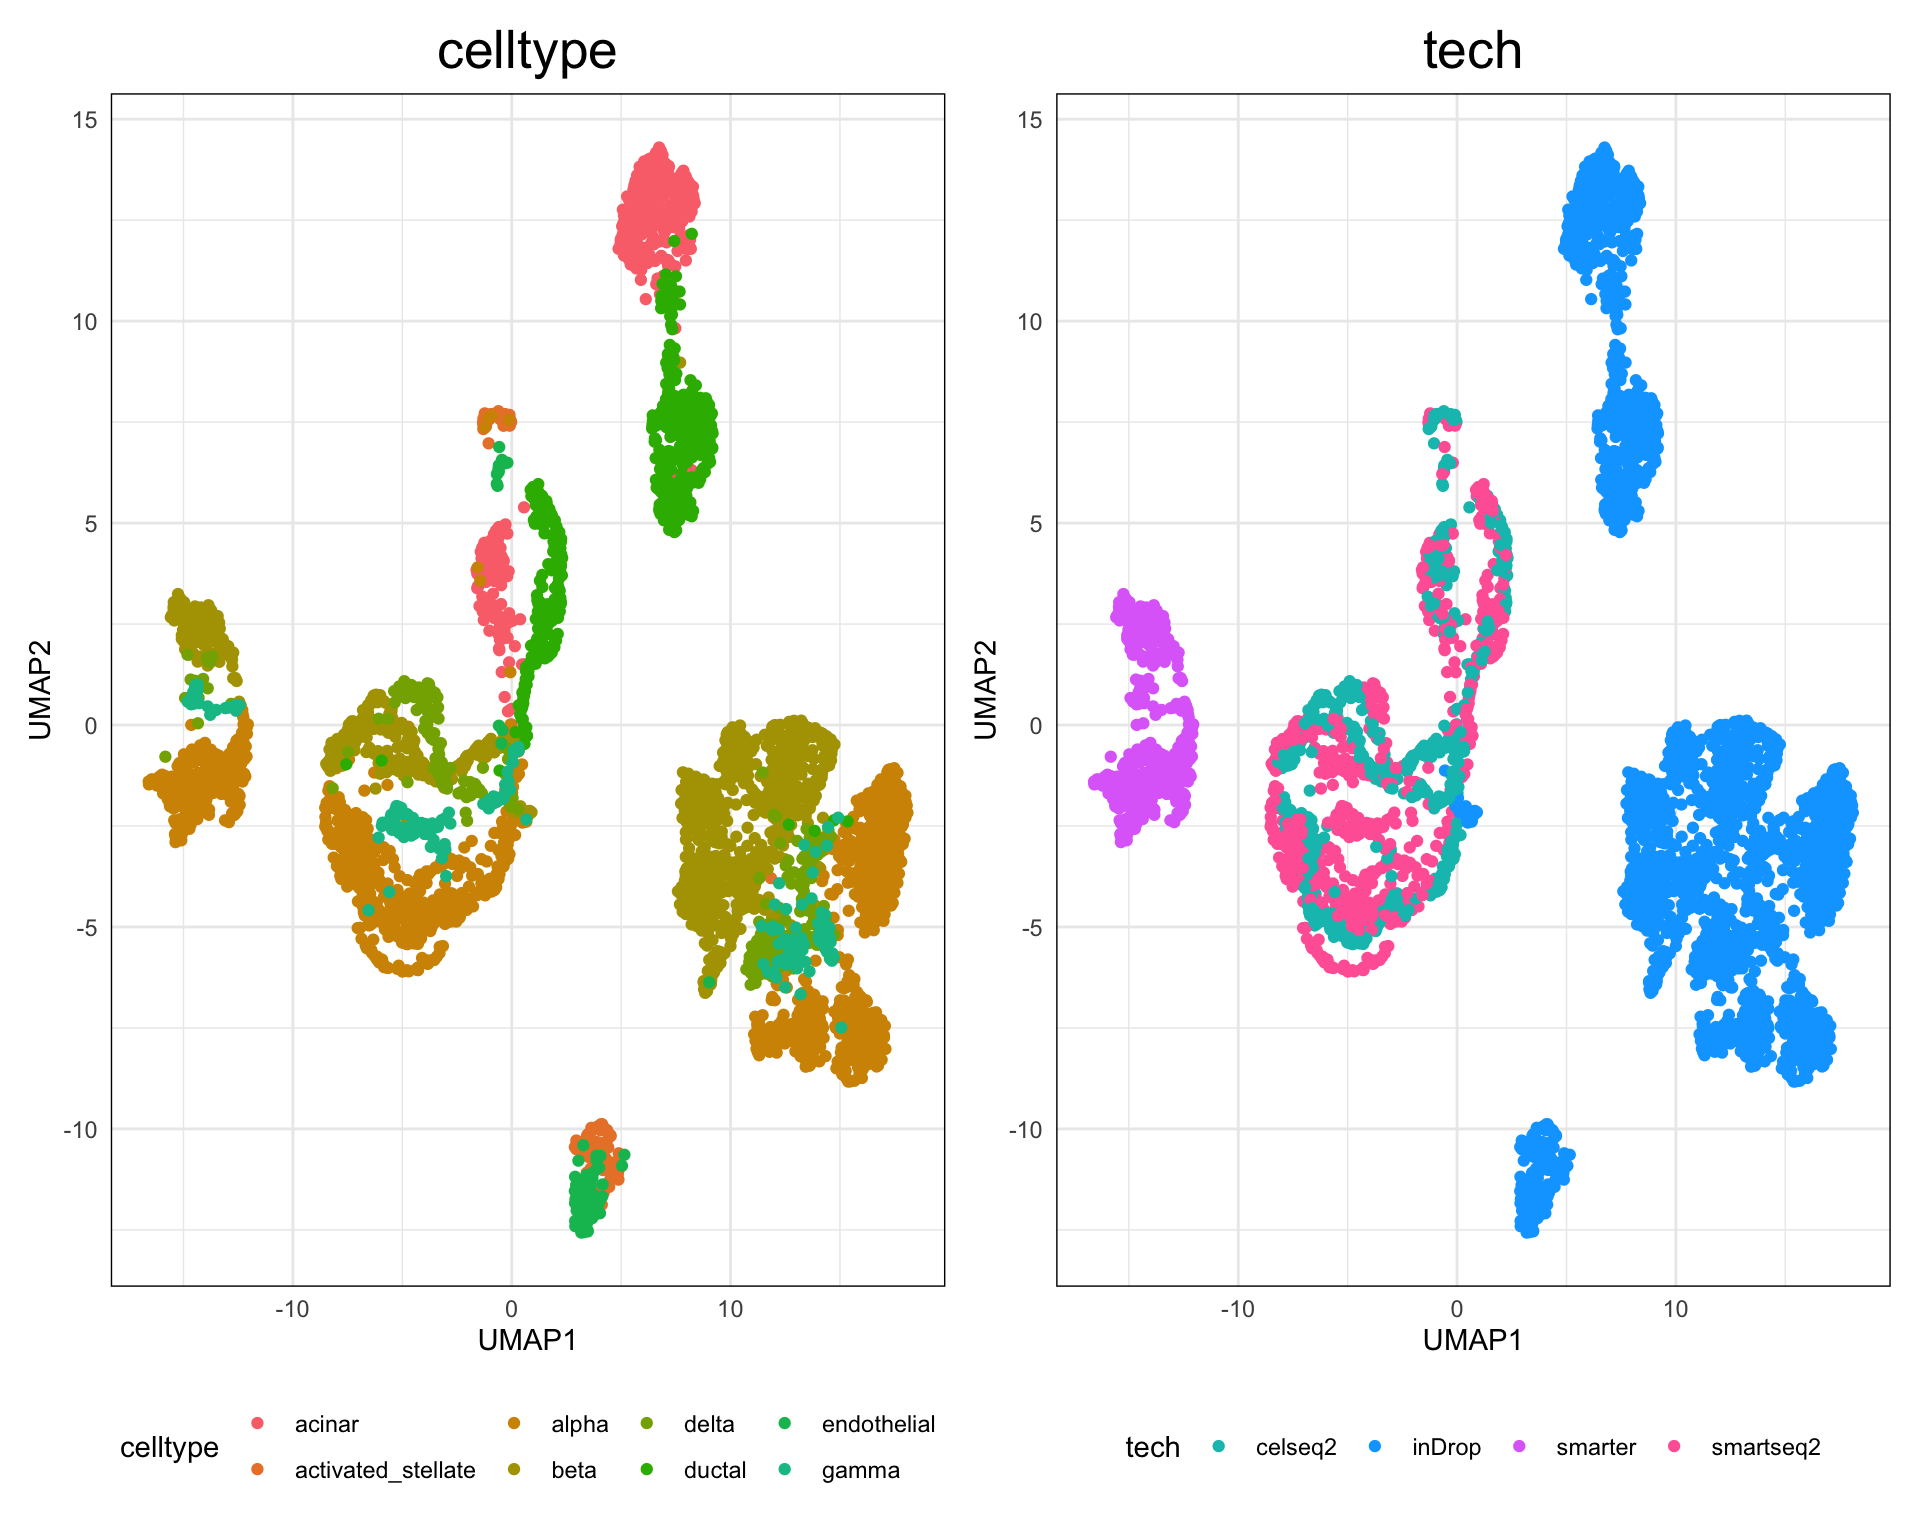 celltype
tech
15
10
5
0
-5
-10
UMAP2
-10
0
10
UMAP1
15
10
5
0
-5
-10
UMAP2
-10
0
10
UMAP1
celltype
acinar
alpha
delta
endothelial
activated_stellate
beta
ductal
gamma
tech
celseq2
inDrop
smarter
smartseq2